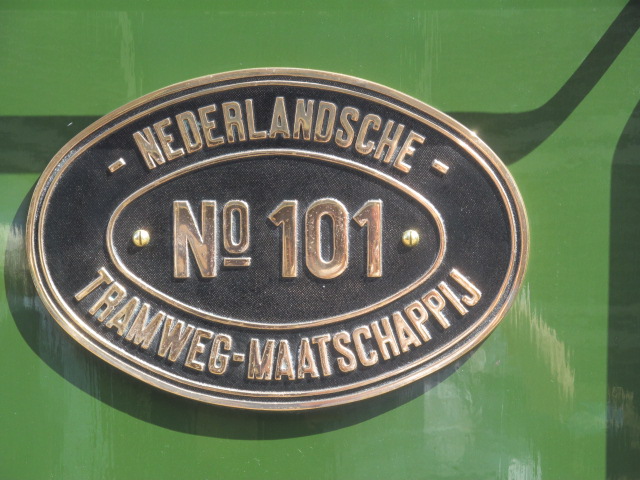 - NEDERLANDSCHE -
No 101
TRAMWEG-MAATSCHAPPIJ